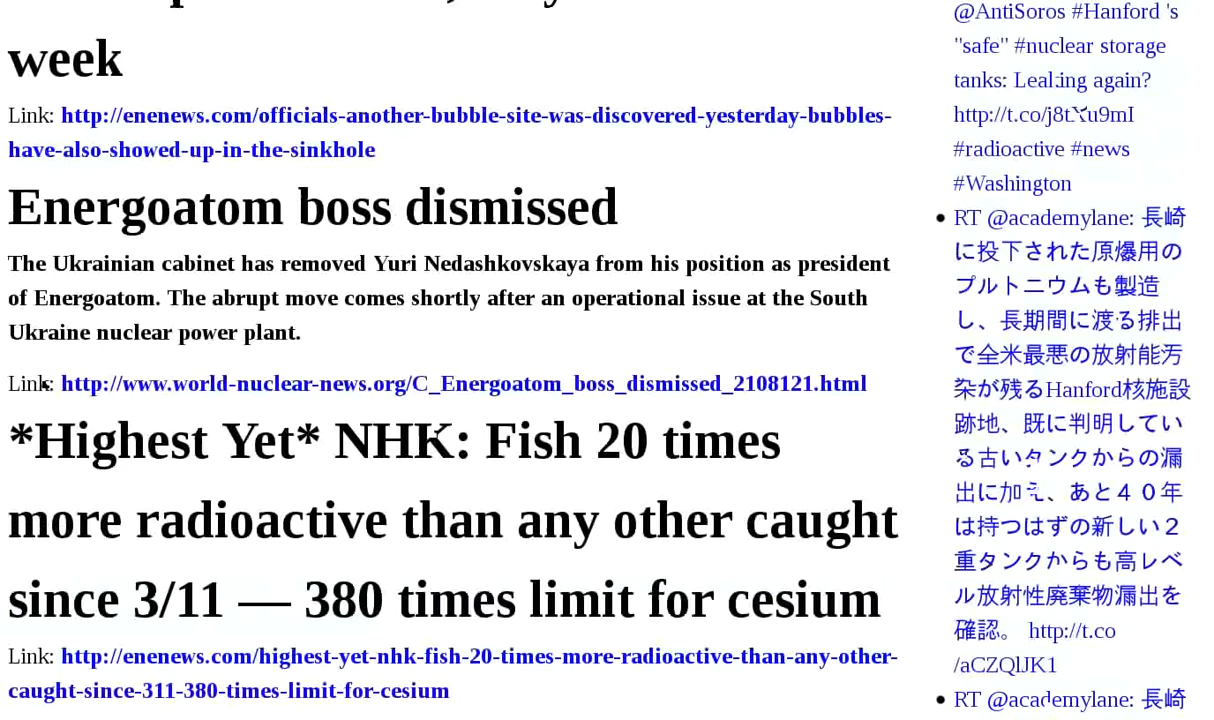 week
Link: http://enenews.com/officials-another-bubble-site-was-discovered-yesterday-bubbles-
have-also-showed-up-in-the-sinkhole
Energoatom boss dismissed
The Ukrainian cabinet has removed Yuri Nedashkovskaya from his position as president
of Energoatom. The abrupt move comes shortly after an operational issue at the South
Ukraine nuclear power plant.
Link: http://www.world-nuclear-news.org/C_Energoatom_boss_dismissed_2108121.html
*Highest Yet* NHK: Fish 20 times
more radioactive than any other caught
since 3/11 — 380 times limit for cesium
Link: http://enenews.com/highest-yet-nhk-fish-20-times-more-radioactive-than-any-other-
caught-since-311-380-times-limit-for-cesium
@AntiSoros #Hanford 's
"safe" #nuclear storage
tanks: Leaking again?
#radioactive #news
#Washington
• RT @academylane: 長崎
に投下された原爆用の
プルトニウムも製造
し、長期間に渡る排出
で全米最悪の放射能汚
染が残るHanford核施設
跡地、既に判明してい
る古いタンクからの漏
出に加え、あと４０年
は持つはずの新しい２
重タンクからも高レベ
ル放射性廃棄物漏出を
確認。 http://t.co
/aCZQlJK1
• RT @academylane: 長崎